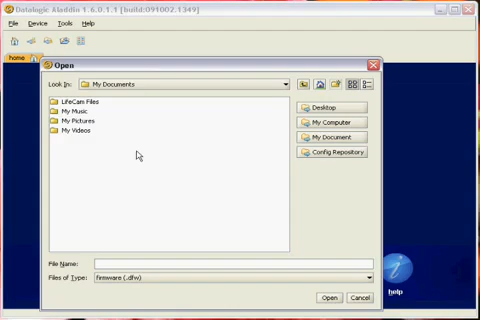 Datalogic Aladdin 1.6.0.1.1 [build:091002.1349]
File Device Tools Help
home
Open
Look In: My Documents
LifeCam Files
My Music
My Pictures
My Videos
Desktop
My Computer
My Document
Config Repository
File Name:
Files of Type: firmware (.dfw)
Open Cancel
help